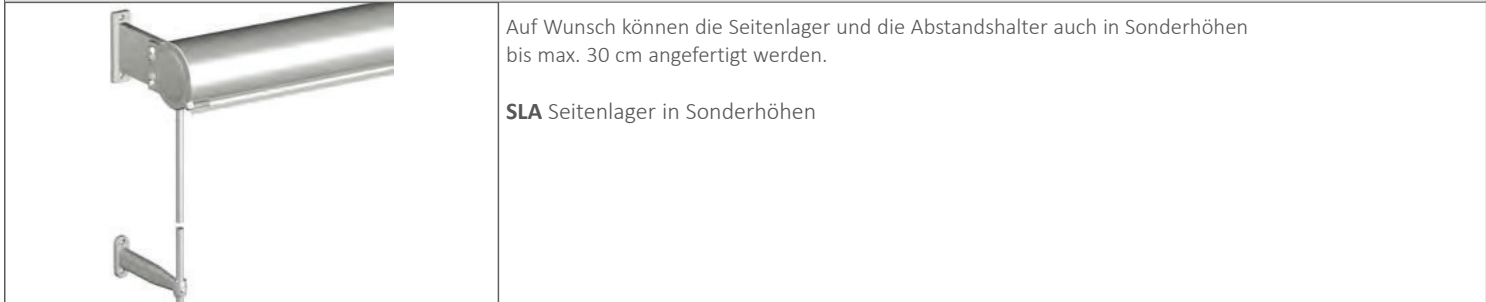 Auf Wunsch können die Seitenlager und die Abstandshalter auch in Sonderhöhen
bis max. 30 cm angefertigt werden.
SLA Seitenlager in Sonderhöhen